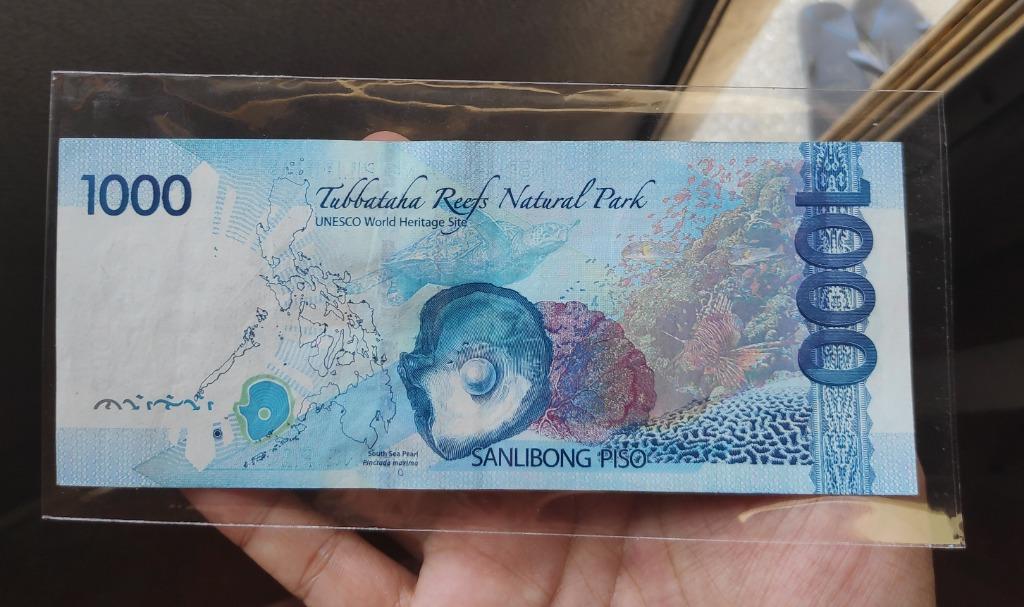 1000
Tubbataha Reefs Natural Park
UNESCO World Heritage Site
1000
South Sea Pearl
Pinctada maxima
SANLIBONG PISO